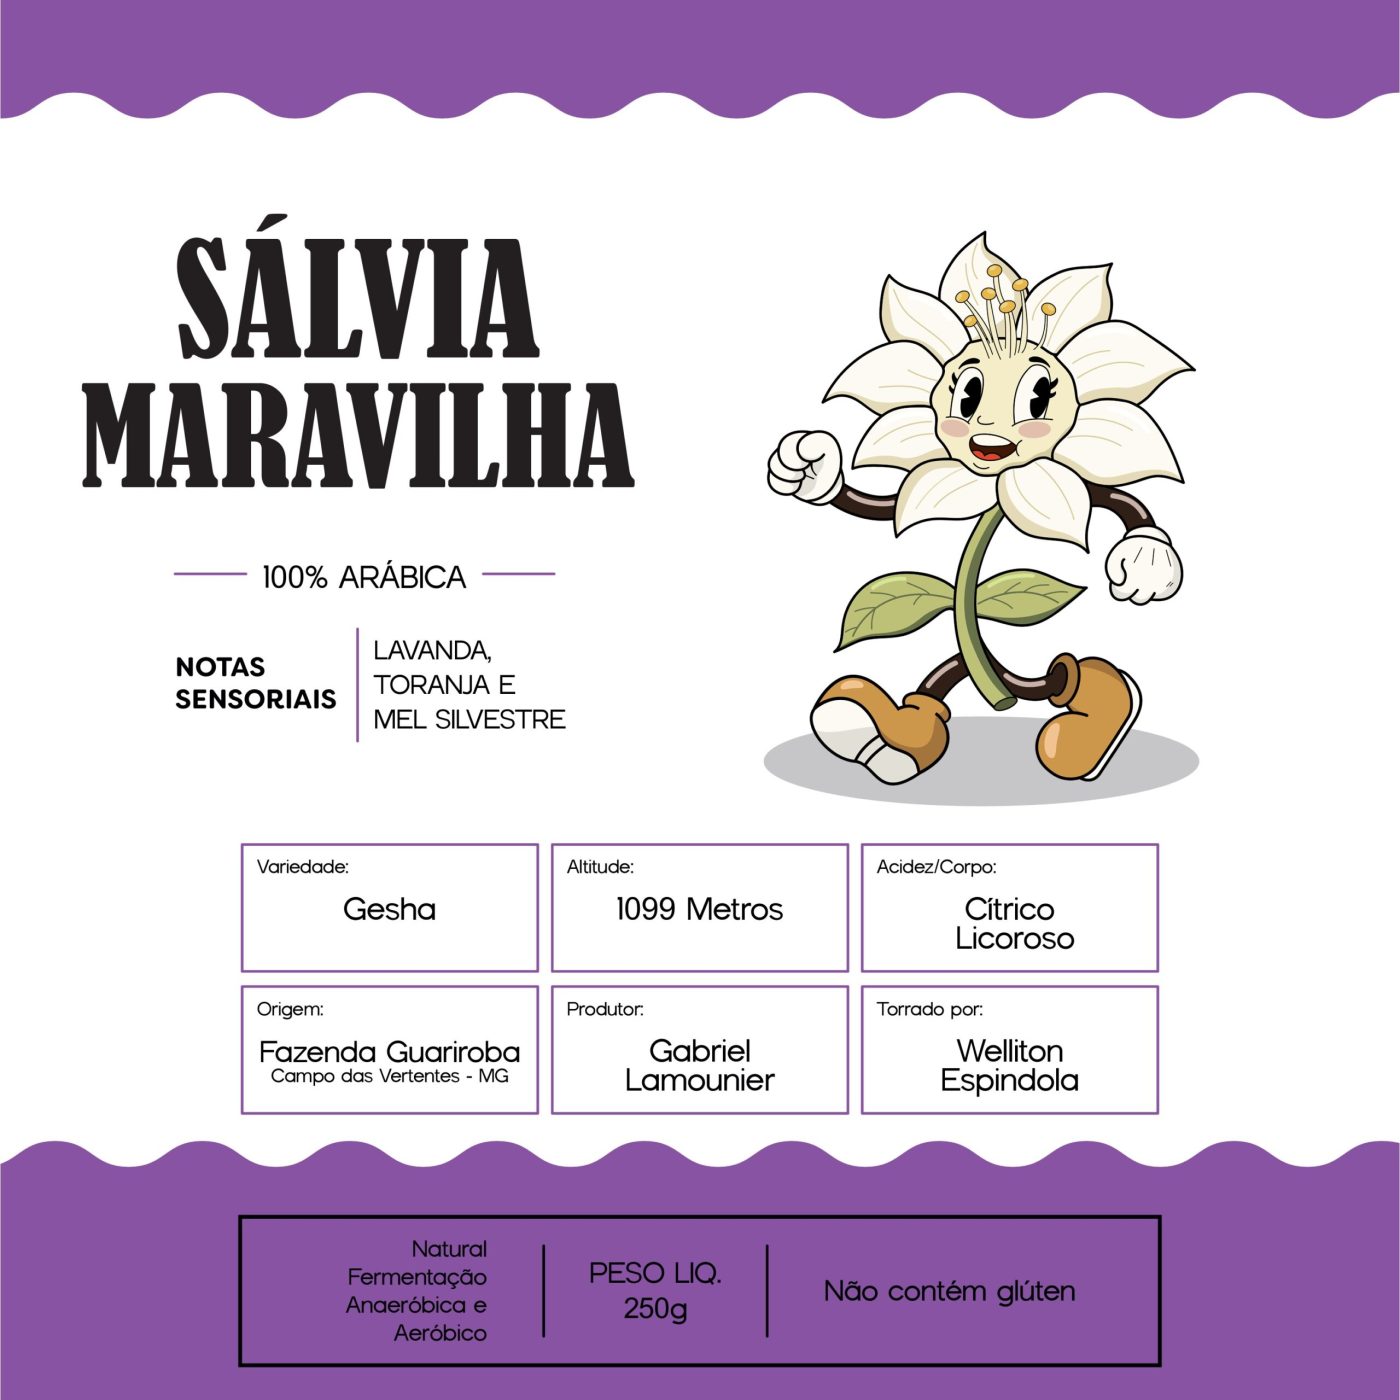 SÁLVIA
MARAVILHA
100% ARÁBICA
NOTAS
SENSORIAIS
LAVANDA,
TORANJA E
MEL SILVESTRE
Variedade:
Gesha
Altitude:
1099 Metros
Acidez/Corpo:
Cítrico
Licoroso
Origem:
Fazenda Guariroba
Campo das Vertentes - MG
Produtor:
Gabriel
Lamounier
Torrado por:
Welliton
Espindola
Natural
Fermentação
Anaeróbica e
Aeróbico
PESO LIQ.
250g
Não contém glúten